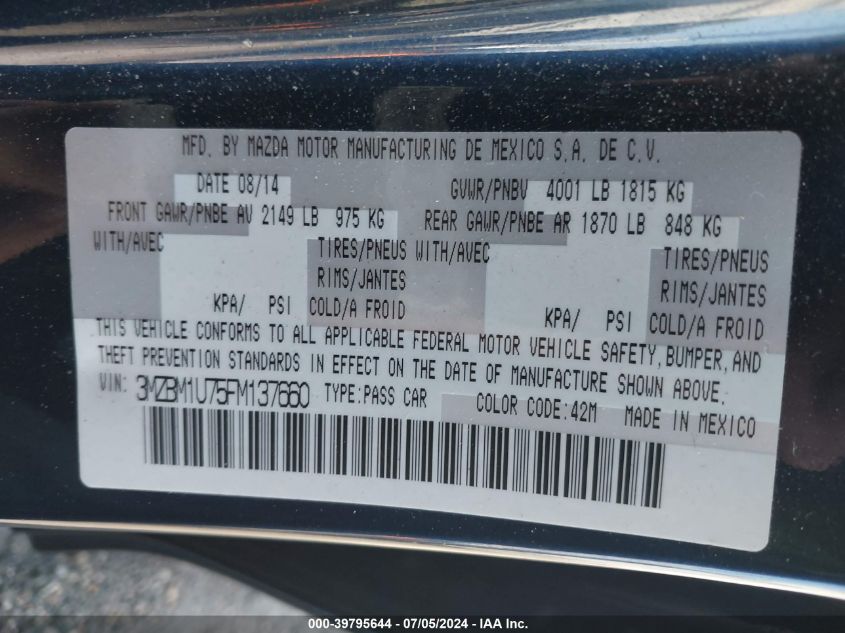 MFD. BY MAZDA MOTOR MANUFACTURING DE MEXICO S.A. DE C.V.
DATE 08/14 GVWR/PNBV 4001 LB 1815 KG
FRONT GAWR/PNBE AV 2149 LB 975 KG REAR GAWR/PNBE AR 1870 LB 848 KG
WITH/AVEC TIRES/PNEUS WITH/AVEC TIRES/PNEUS
RIMS/JANTES RIMS/JANTES
KPA/ PSI COLD/A FROID KPA/ PSI COLD/A FROID
THIS VEHICLE CONFORMS TO ALL APPLICABLE FEDERAL MOTOR VEHICLE SAFETY, BUMPER, AND
THEFT PREVENTION STANDARDS IN EFFECT ON THE DATE OF MANUFACTURE SHOWN ABOVE.
VIN: 3MZBM1U75FM137660 TYPE:PASS CAR COLOR CODE:42M MADE IN MEXICO
000-39795644 / 07/05/2024 - IAA Inc.